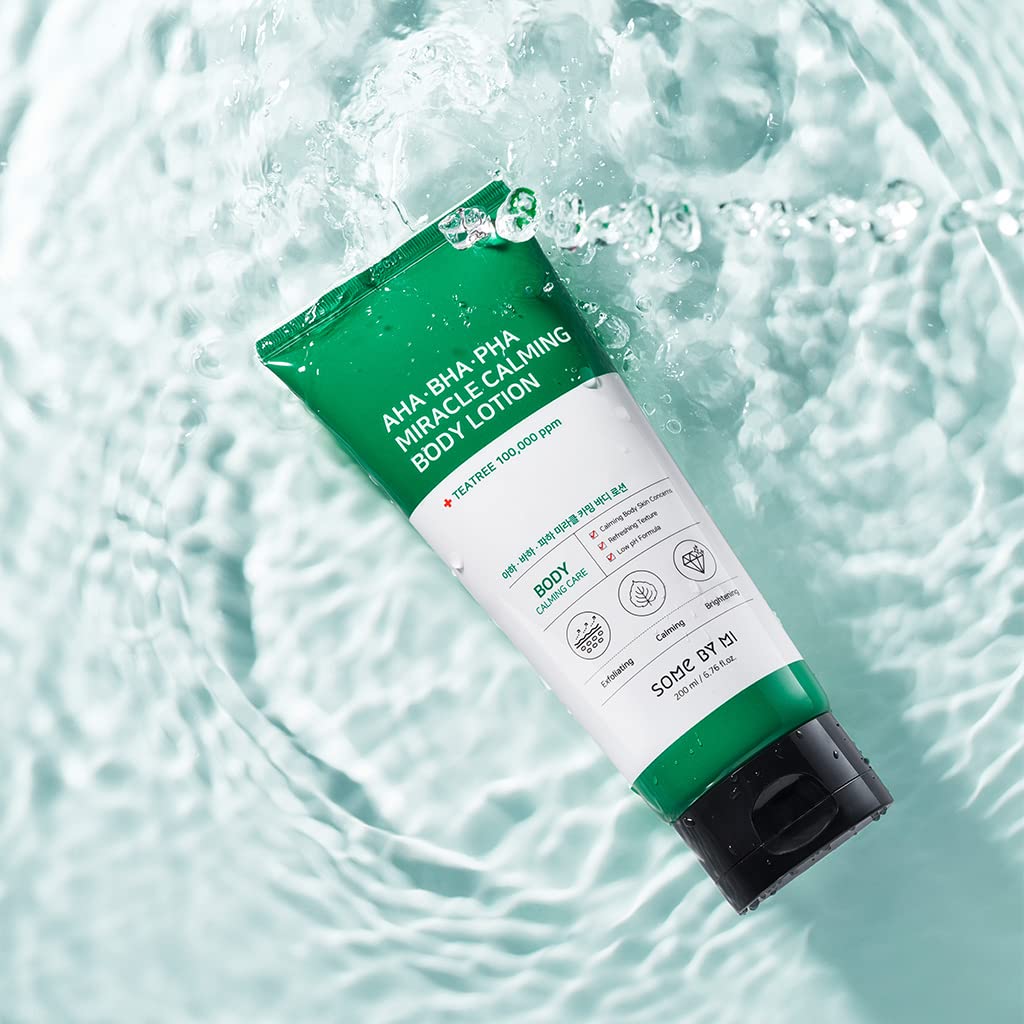 AHA·BHA·PHA
MIRACLE CALMING
BODY LOTION
TEATREE 100,000 ppm
아하·바하·파하 미라클 카밍 바디 로션
BODY
CALMING CARE
Calming Body Skin Concerns
Refreshing Texture
Low pH Formula
Exfoliating
Calming
Brightening
SOME BY MI
200 ml / 6.76 fl.oz.